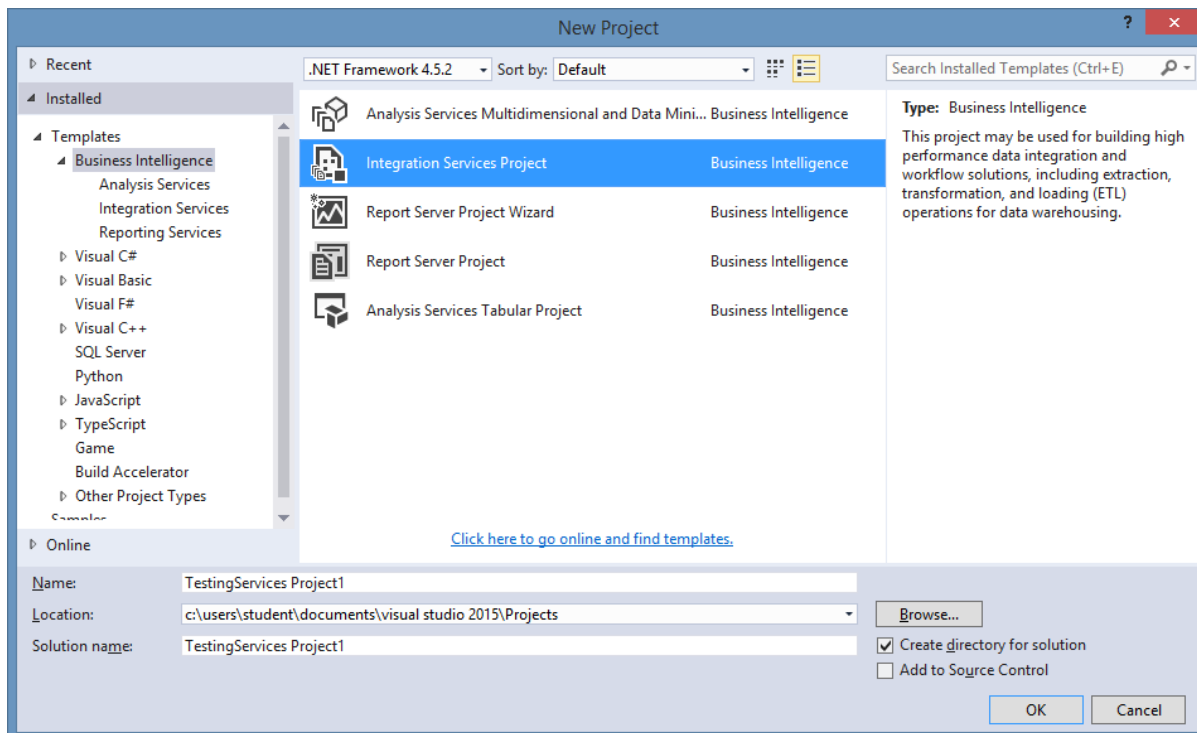 New Project
?
Recent
Installed
Templates
Business Intelligence
Analysis Services
Integration Services
Reporting Services
Visual C#
Visual Basic
Visual F#
Visual C++
SQL Server
Python
JavaScript
TypeScript
Game
Build Accelerator
Other Project Types
Samples
Online
.NET Framework 4.5.2 Sort by: Default
Analysis Services Multidimensional and Data Mini... Business Intelligence
Integration Services Project Business Intelligence
Report Server Project Wizard Business Intelligence
Report Server Project Business Intelligence
Analysis Services Tabular Project Business Intelligence
Click here to go online and find templates.
Search Installed Templates (Ctrl+E)
Type: Business Intelligence
This project may be used for building high
performance data integration and
workflow solutions, including extraction,
transformation, and loading (ETL)
operations for data warehousing.
Name: TestingServices Project1
Location: c:\users\student\documents\visual studio 2015\Projects Browse...
Solution name: TestingServices Project1
Create directory for solution
Add to Source Control
OK Cancel